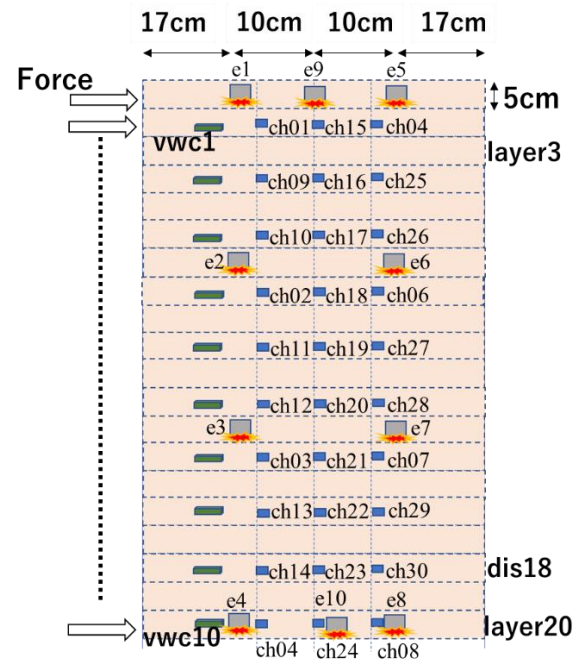 17cm 10cm 10cm 17cm
Force e1 e9 e5
5cm
vwc1 ch01 ch15 ch04
layer3
ch09 ch16 ch25
ch10 ch17 ch26
e2 e6
ch02 ch18 ch06
ch11 ch19 ch27
ch12 ch20 ch28
e3 e7
ch03 ch21 ch07
ch13 ch22 ch29
ch14 ch23 ch30 dis18
e4 e10 e8
vwc10 layer20
ch04 ch24 ch08